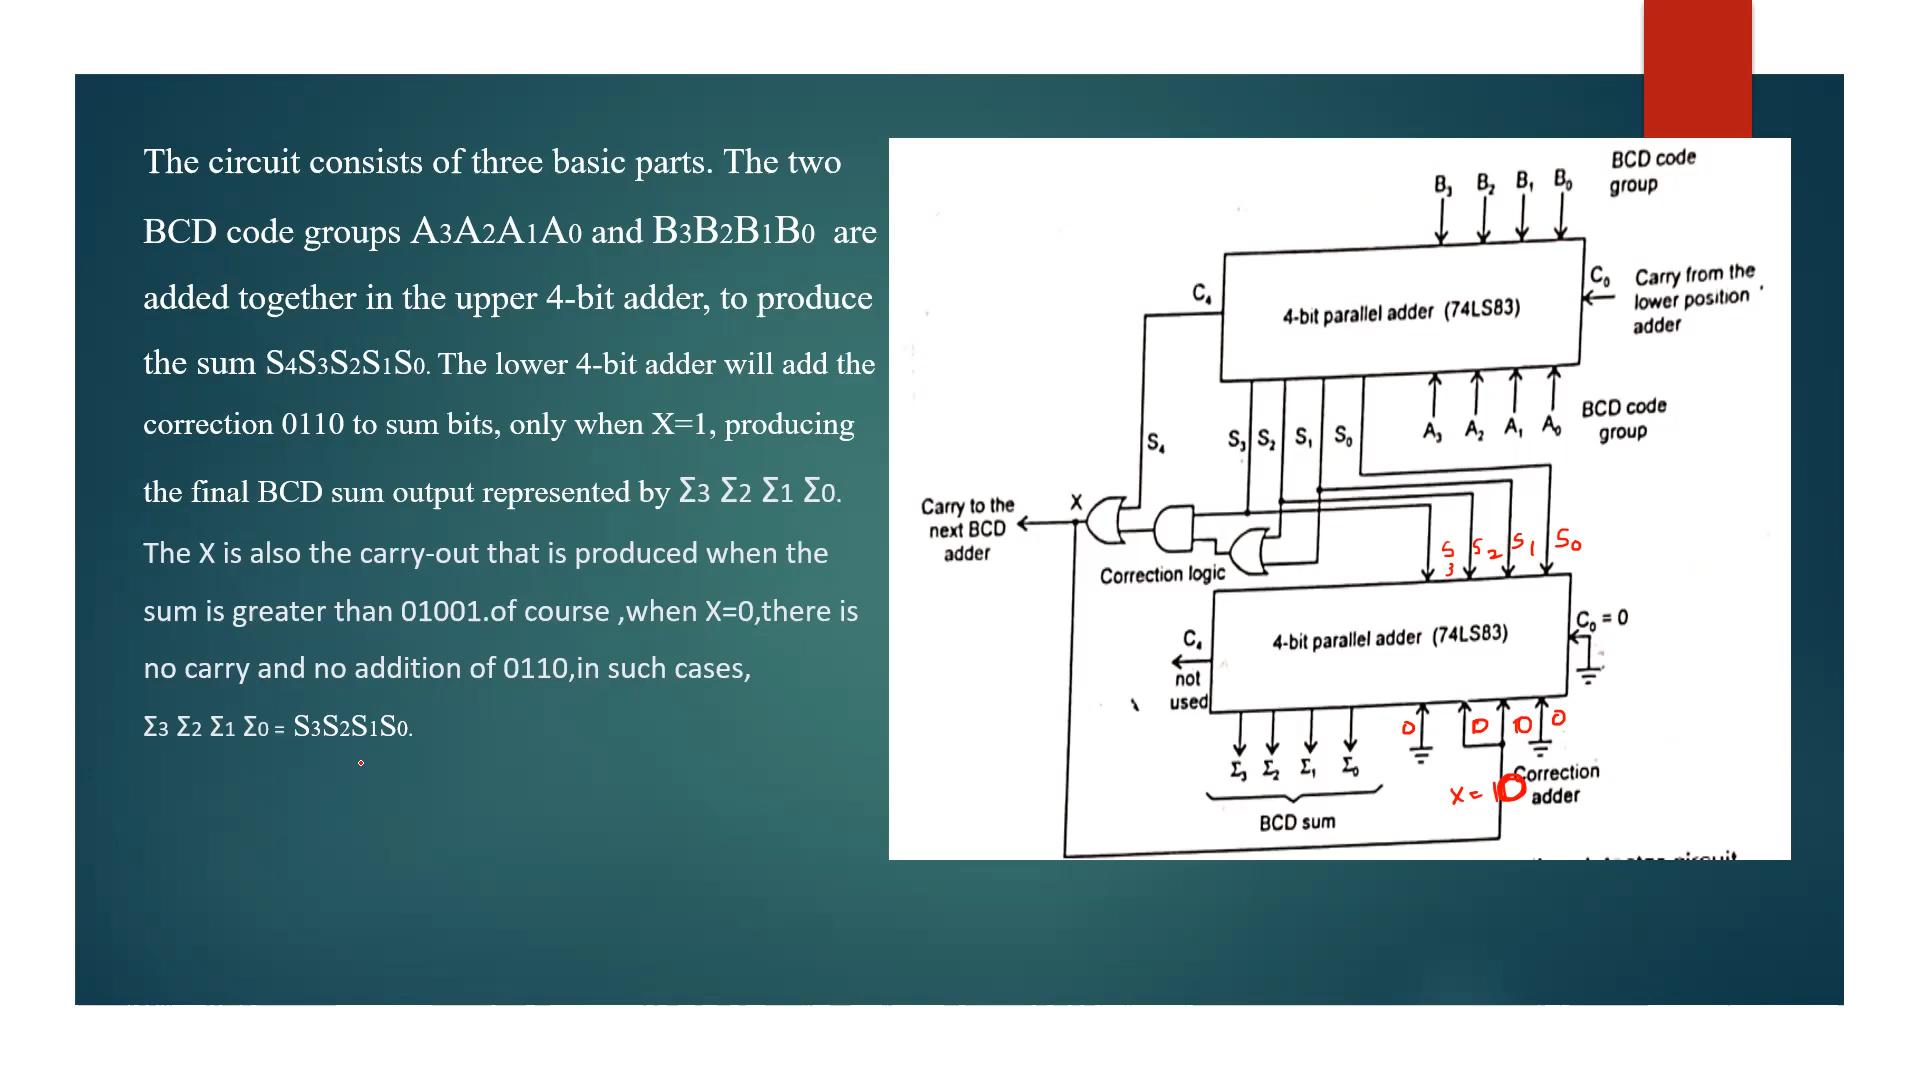 The circuit consists of three basic parts. The two
BCD code groups A3A2A1A0 and B3B2B1B0 are
added together in the upper 4-bit adder, to produce
the sum S4S3S2S1S0. The lower 4-bit adder will add the
correction 0110 to sum bits, only when X=1, producing
the final BCD sum output represented by Σ3 Σ2 Σ1 Σ0.
The X is also the carry-out that is produced when the
sum is greater than 01001.of course ,when X=0,there is
no carry and no addition of 0110,in such cases,
Σ3 Σ2 Σ1 Σ0 = S3S2S1S0.
BCD code
group
B3 B2 B1 B0
C4
4-bit parallel adder (74LS83)
C0
Carry from the
lower position
adder
A3 A2 A1 A0
BCD code
group
S4 S3 S2 S1 S0
Carry to the
next BCD
adder
X
Correction logic
S3 S2 S1 S0
C4
not
used
4-bit parallel adder (74LS83)
C0 = 0
0 0 0 0
Σ3 Σ2 Σ1 Σ0
BCD sum
X = 0
Correction
adder